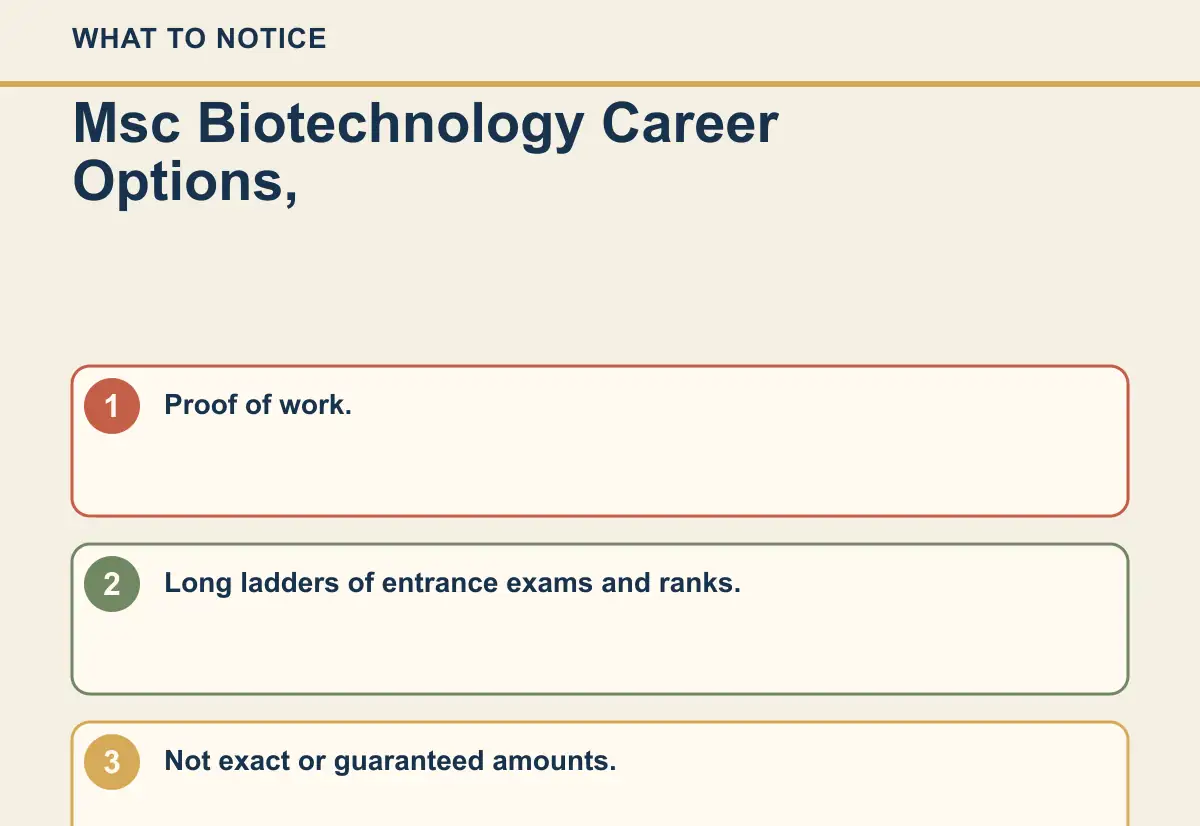 WHAT TO NOTICE
Msc Biotechnology Career
Options,
1
Proof of work.
2
Long ladders of entrance exams and ranks.
3
Not exact or guaranteed amounts.